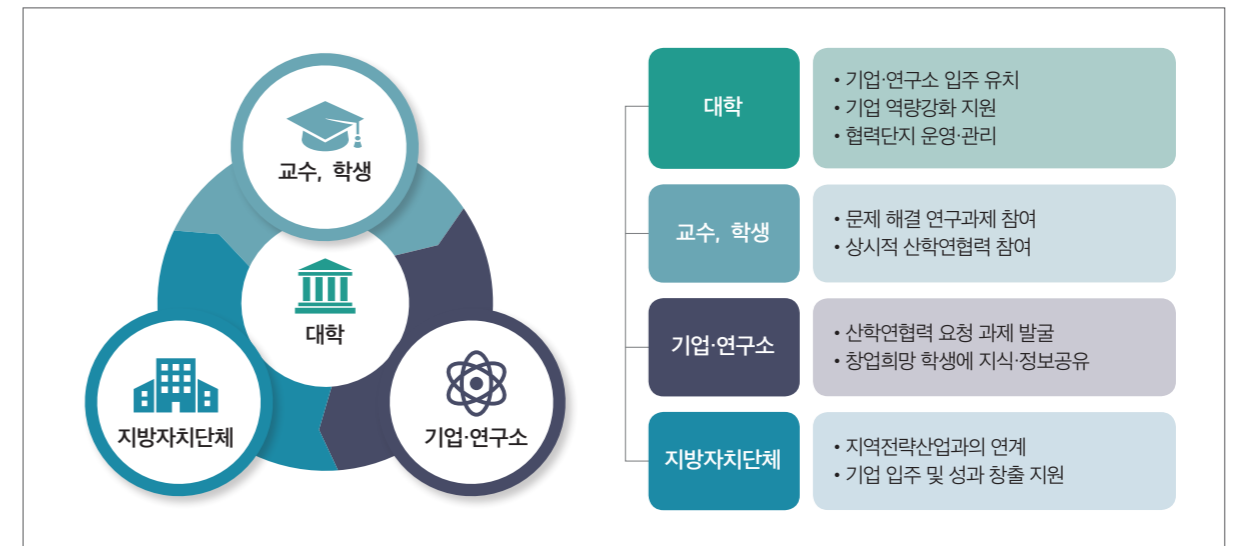 교수, 학생
대학
지방자치단체
기업·연구소
대학
• 기업·연구소 입주 유치
• 기업 역량강화 지원
• 협력단지 운영·관리
교수, 학생
• 문제 해결 연구과제 참여
• 상시적 산학연협력 참여
기업·연구소
• 산학연협력 요청 과제 발굴
• 창업희망 학생에 지식·정보공유
지방자치단체
• 지역전략산업과의 연계
• 기업 입주 및 성과 창출 지원